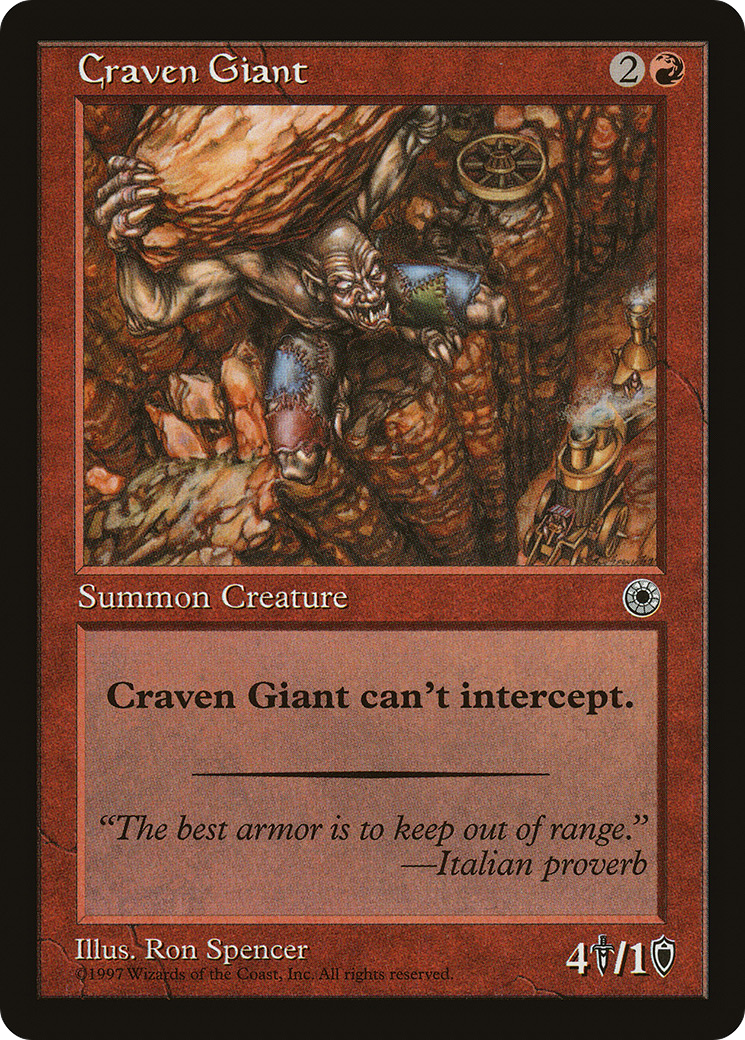 Craven Giant 2
Summon Creature
Craven Giant can't intercept.
“The best armor is to keep out of range.”
—Italian proverb
Illus. Ron Spencer
©1997 Wizards of the Coast, Inc. All rights reserved.
4/1